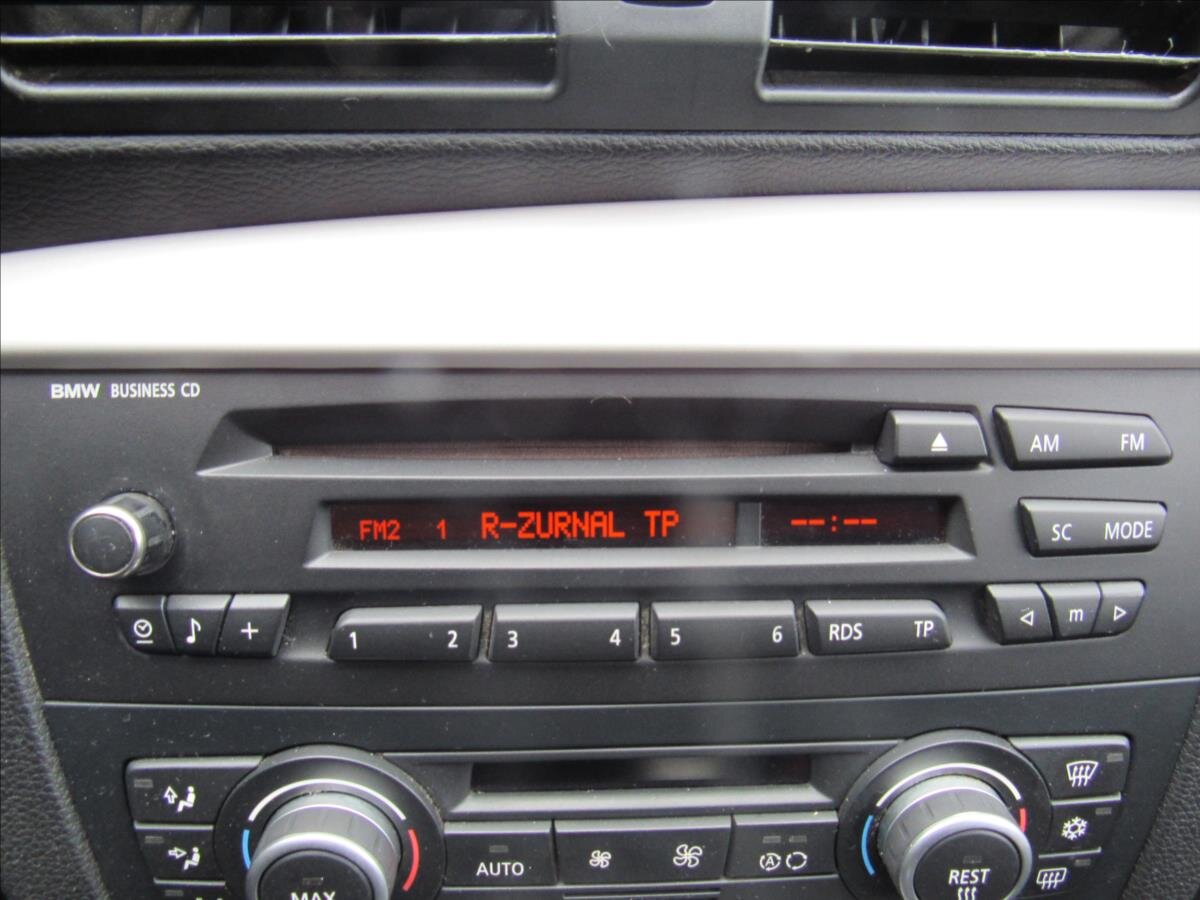 BMW BUSINESS CD
AM FM
FM2 1 R-ZURNAL TP --:--
SC MODE
+ 1 2 3 4 5 6 RDS TP m
AUTO A
MAX REST